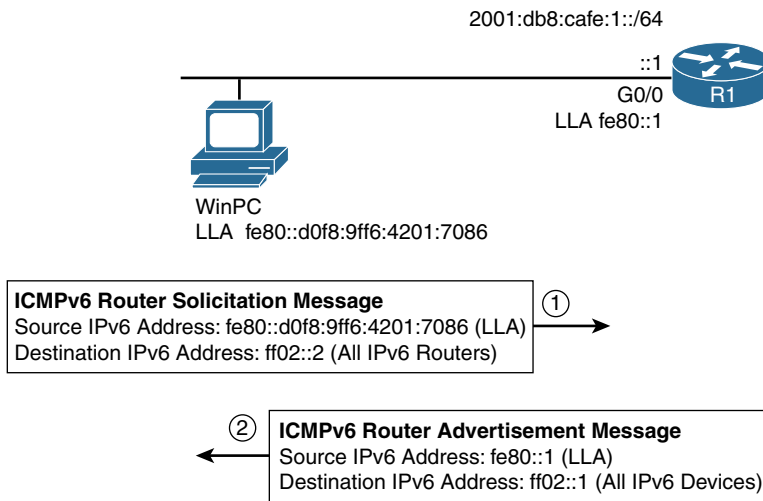 2001:db8:cafe:1::/64
::1
G0/0
R1
LLA fe80::1
WinPC
LLA fe80::d0f8:9ff6:4201:7086
ICMPv6 Router Solicitation Message
Source IPv6 Address: fe80::d0f8:9ff6:4201:7086 (LLA)
Destination IPv6 Address: ff02::2 (All IPv6 Routers)
1
2
ICMPv6 Router Advertisement Message
Source IPv6 Address: fe80::1 (LLA)
Destination IPv6 Address: ff02::1 (All IPv6 Devices)